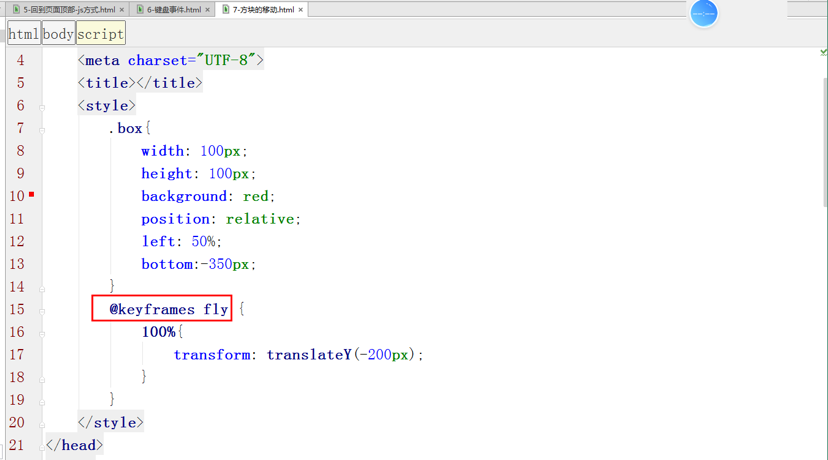 5-回到页面顶部-js方式.html × 6-键盘事件.html × 7-方块的移动.html ×
html body script
4 <meta charset="UTF-8">
5 <title></title>
6 <style>
7 .box{
8 width: 100px;
9 height: 100px;
10 background: red;
11 position: relative;
12 left: 50%;
13 bottom:-350px;
14 }
15 @keyframes fly {
16 100%{
17 transform: translateY(-200px);
18 }
19 }
20 </style>
21 </head>